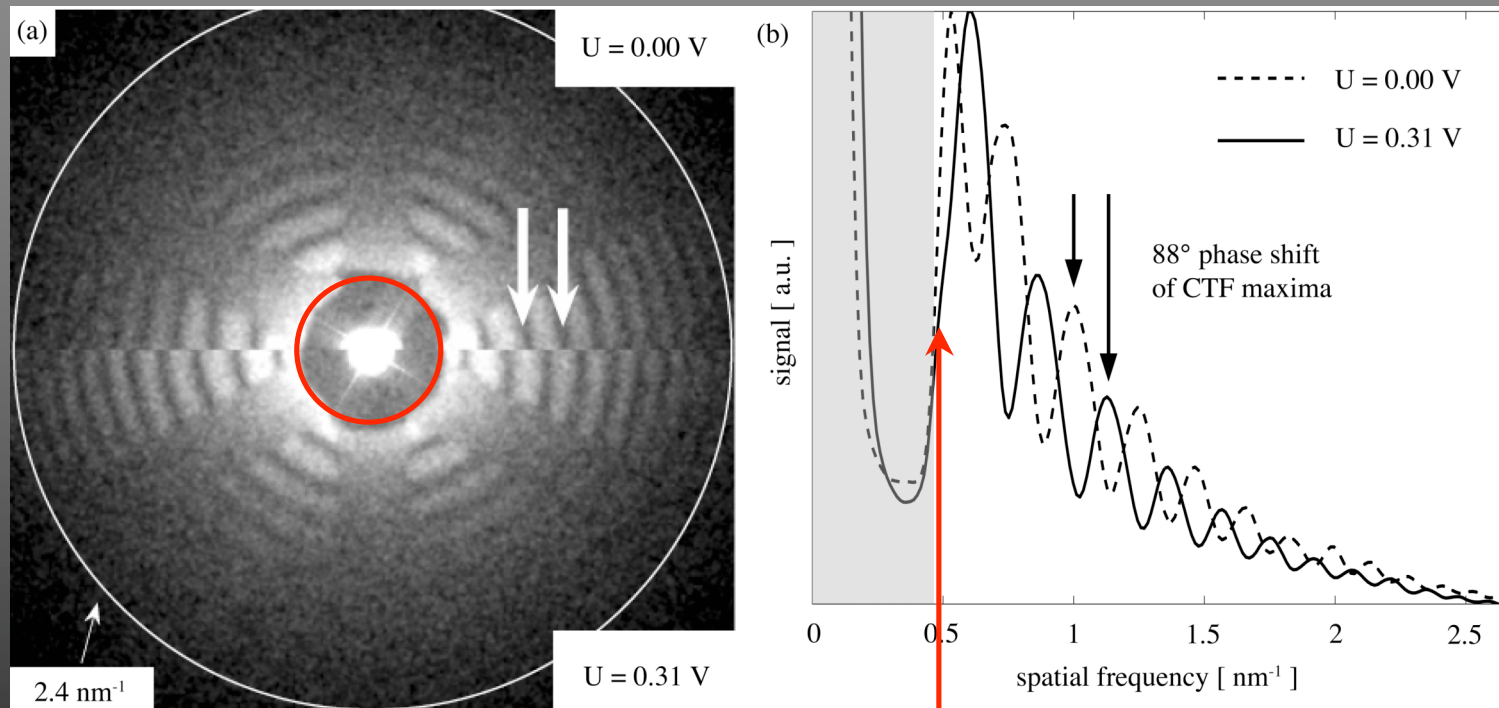 (a)
U = 0.00 V
2.4 nm⁻¹
U = 0.31 V
(b)
U = 0.00 V
U = 0.31 V
88° phase shift
of CTF maxima
signal [ a.u. ]
0 0.5 1 1.5 2 2.5
spatial frequency [ nm⁻¹ ]